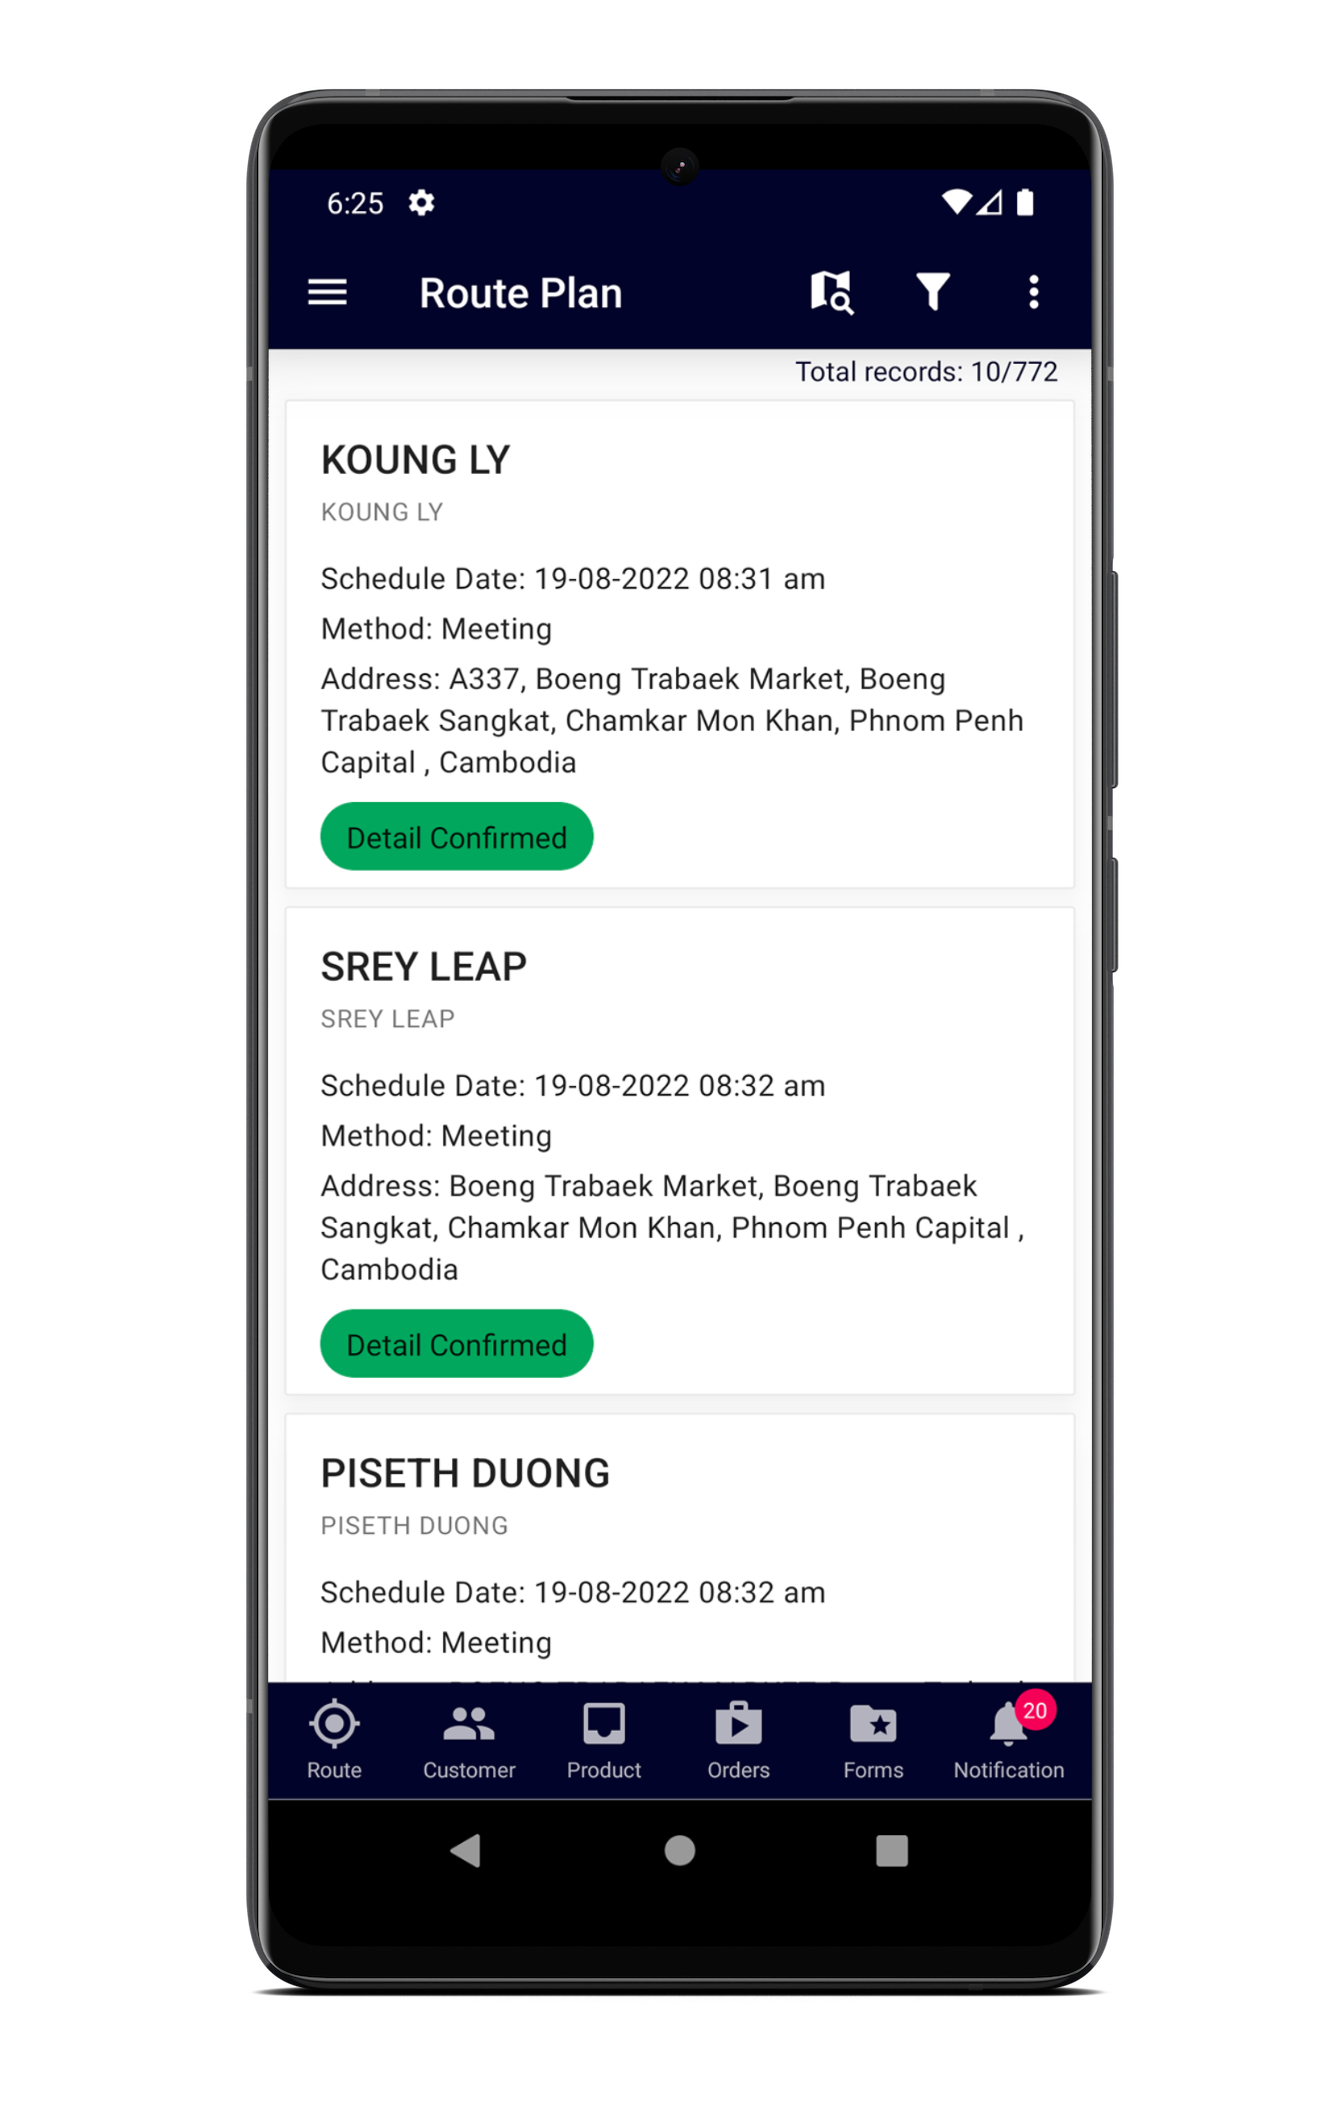 6:25
Route Plan
Total records: 10/772
KOUNG LY
KOUNG LY
Schedule Date: 19-08-2022 08:31 am
Method: Meeting
Address: A337, Boeng Trabaek Market, Boeng
Trabaek Sangkat, Chamkar Mon Khan, Phnom Penh
Capital , Cambodia
Detail Confirmed
SREY LEAP
SREY LEAP
Schedule Date: 19-08-2022 08:32 am
Method: Meeting
Address: Boeng Trabaek Market, Boeng Trabaek
Sangkat, Chamkar Mon Khan, Phnom Penh Capital ,
Cambodia
Detail Confirmed
PISETH DUONG
PISETH DUONG
Schedule Date: 19-08-2022 08:32 am
Method: Meeting
20
Route Customer Product Orders Forms Notification